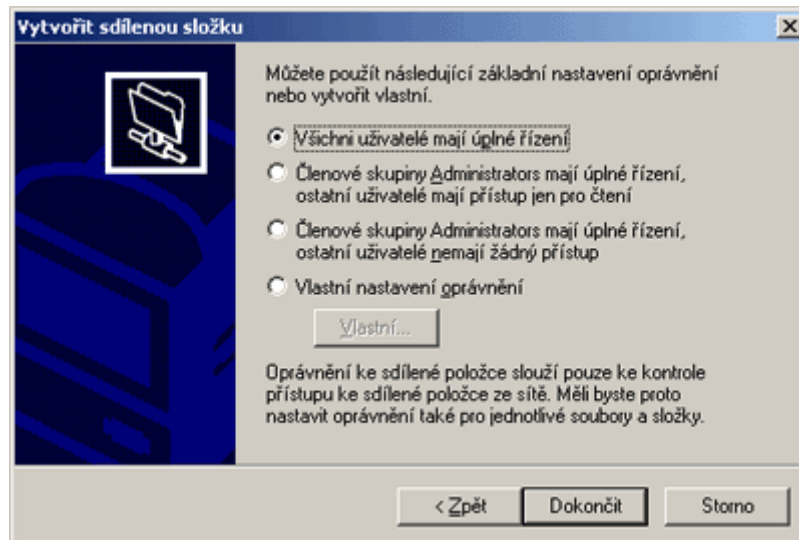 Vytvořit sdílenou složku
Můžete použít následující základní nastavení oprávnění
nebo vytvořit vlastní.
Všichni uživatelé mají úplné řízení
Členové skupiny Administrators mají úplné řízení,
ostatní uživatelé mají přístup jen pro čtení
Členové skupiny Administrators mají úplné řízení,
ostatní uživatelé nemají žádný přístup
Vlastní nastavení oprávnění
Vlastní...
Oprávnění ke sdílené položce slouží pouze ke kontrole
přístupu ke sdílené položce ze sítě. Měli byste proto
nastavit oprávnění také pro jednotlivé soubory a složky.
< Zpět
Dokončit
Storno